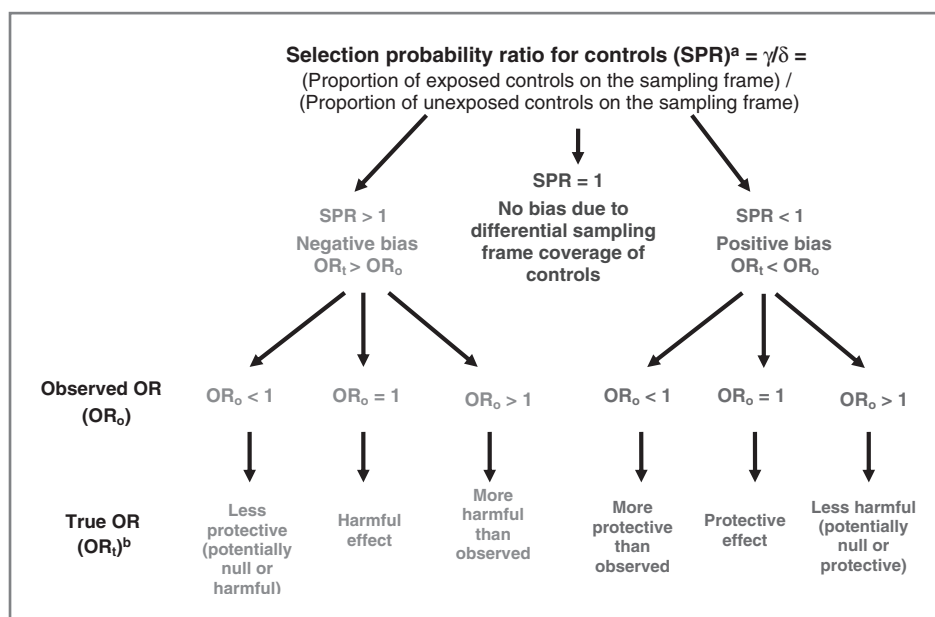 Selection probability ratio for controls (SPR)ᵃ = γ/δ =
(Proportion of exposed controls on the sampling frame) /
(Proportion of unexposed controls on the sampling frame)
SPR > 1
Negative bias
ORₜ > ORₒ
SPR = 1
No bias due to
differential sampling
frame coverage of
controls
SPR < 1
Positive bias
ORₜ < ORₒ
Observed OR
(ORₒ)
ORₒ < 1
ORₒ = 1
ORₒ > 1
ORₒ < 1
ORₒ = 1
ORₒ > 1
True OR
(ORₜ)ᵇ
Less
protective
(potentially
null or
harmful)
Harmful
effect
More
harmful
than
observed
More
protective
than
observed
Protective
effect
Less harmful
(potentially
null or
protective)